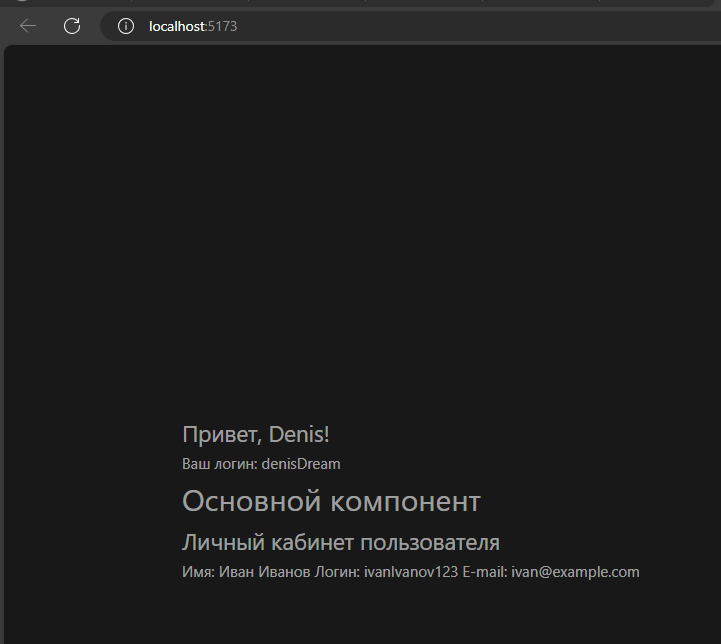 localhost:5173
Привет, Denis!
Ваш логин: denisDream
Основной компонент
Личный кабинет пользователя
Имя: Иван Иванов Логин: ivanIvanov123 E-mail: ivan@example.com